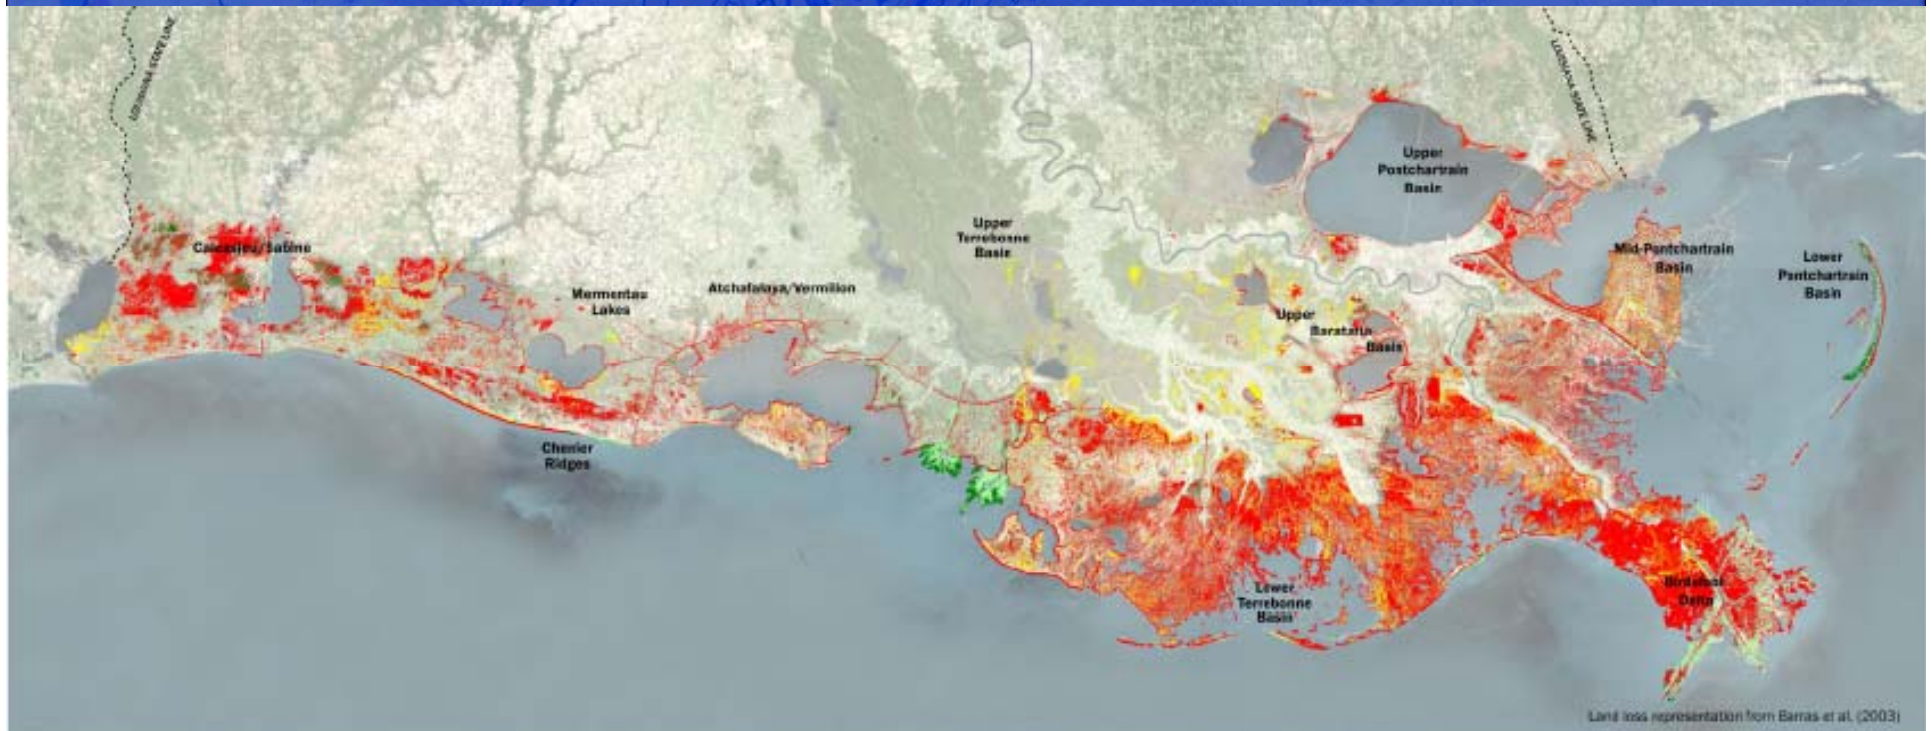 LOUISIANA STATE LINE
LOUISIANA STATE LINE
Upper
Pontchartrain
Basin
Upper
Terrebonne
Basin
Calcasieu/Sabine
Mid-Pontchartrain
Basin
Lower
Pontchartrain
Basin
Mermentau
Lakes
Atchafalaya/Vermilion
Upper
Barataria
Basin
Chenier
Ridges
Birdsfoot
Delta
Lower
Terrebonne
Basin
Land loss representation from Barras et al. (2003)